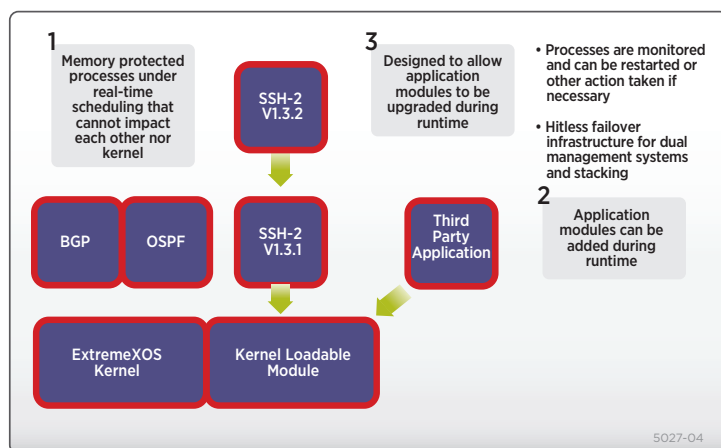 1
Memory protected
processes under
real-time
scheduling that
cannot impact
each other nor
kernel
SSH-2
V1.3.2
3
Designed to allow
application
modules to be
upgraded during
runtime
• Processes are monitored
and can be restarted or
other action taken if
necessary
• Hitless failover
infrastructure for dual
management systems
and stacking
2
Application
modules can be
added during
runtime
BGP
OSPF
SSH-2
V1.3.1
Third
Party
Application
ExtremeXOS
Kernel
Kernel Loadable
Module
5027-04